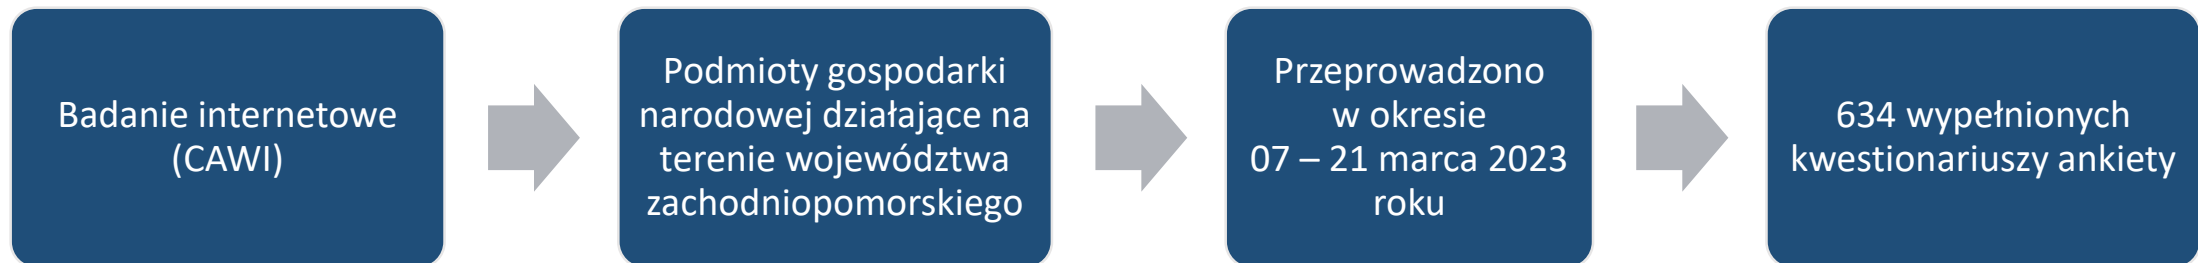 Badanie internetowe
(CAWI)
Podmioty gospodarki
narodowej działające na
terenie województwa
zachodniopomorskiego
Przeprowadzono
w okresie
07 – 21 marca 2023
roku
634 wypełnionych
kwestionariuszy ankiety